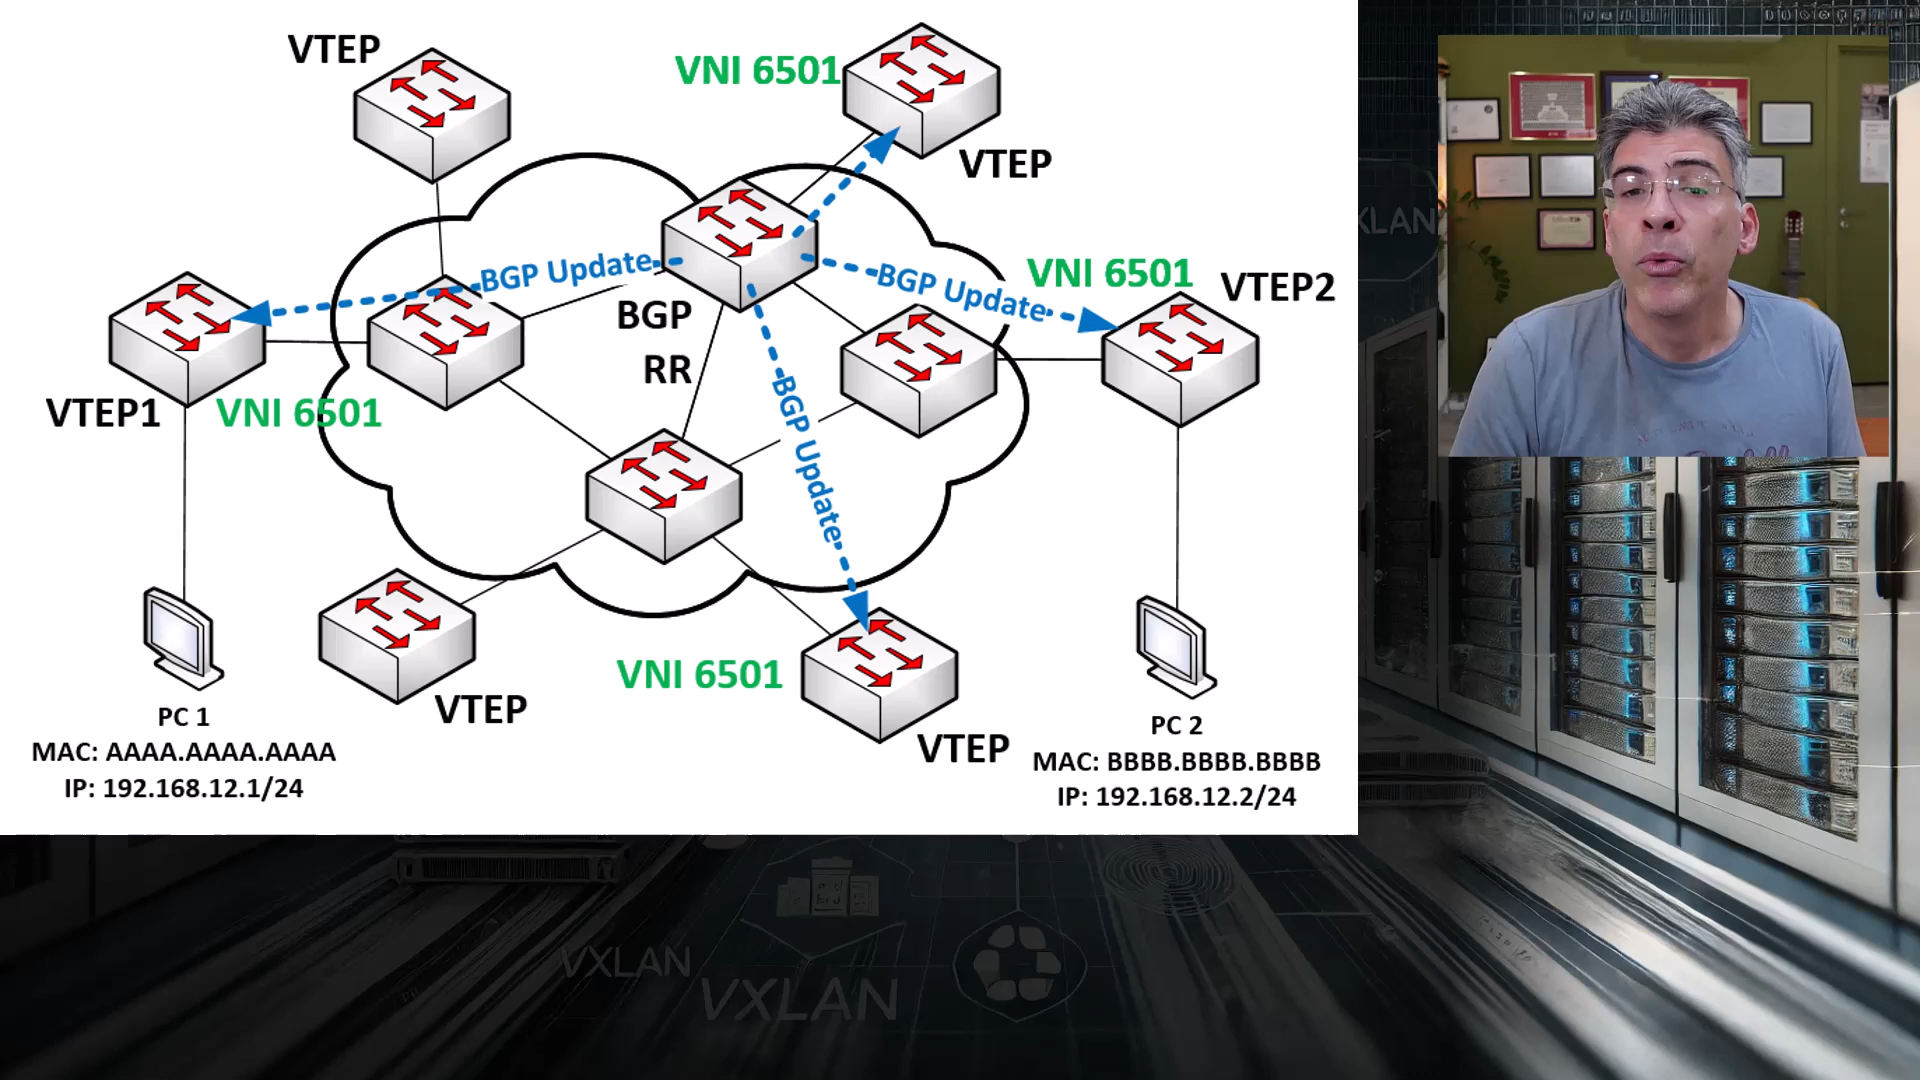 VTEP
VNI 6501
VTEP
BGP Update
BGP Update
VNI 6501
VTEP2
BGP
RR
VTEP1
VNI 6501
BGP Update
VNI 6501
VTEP
VTEP
PC 1
MAC: AAAA.AAAA.AAAA
IP: 192.168.12.1/24
PC 2
MAC: BBBB.BBBB.BBBB
IP: 192.168.12.2/24
XLAN
VXLAN
VXLAN